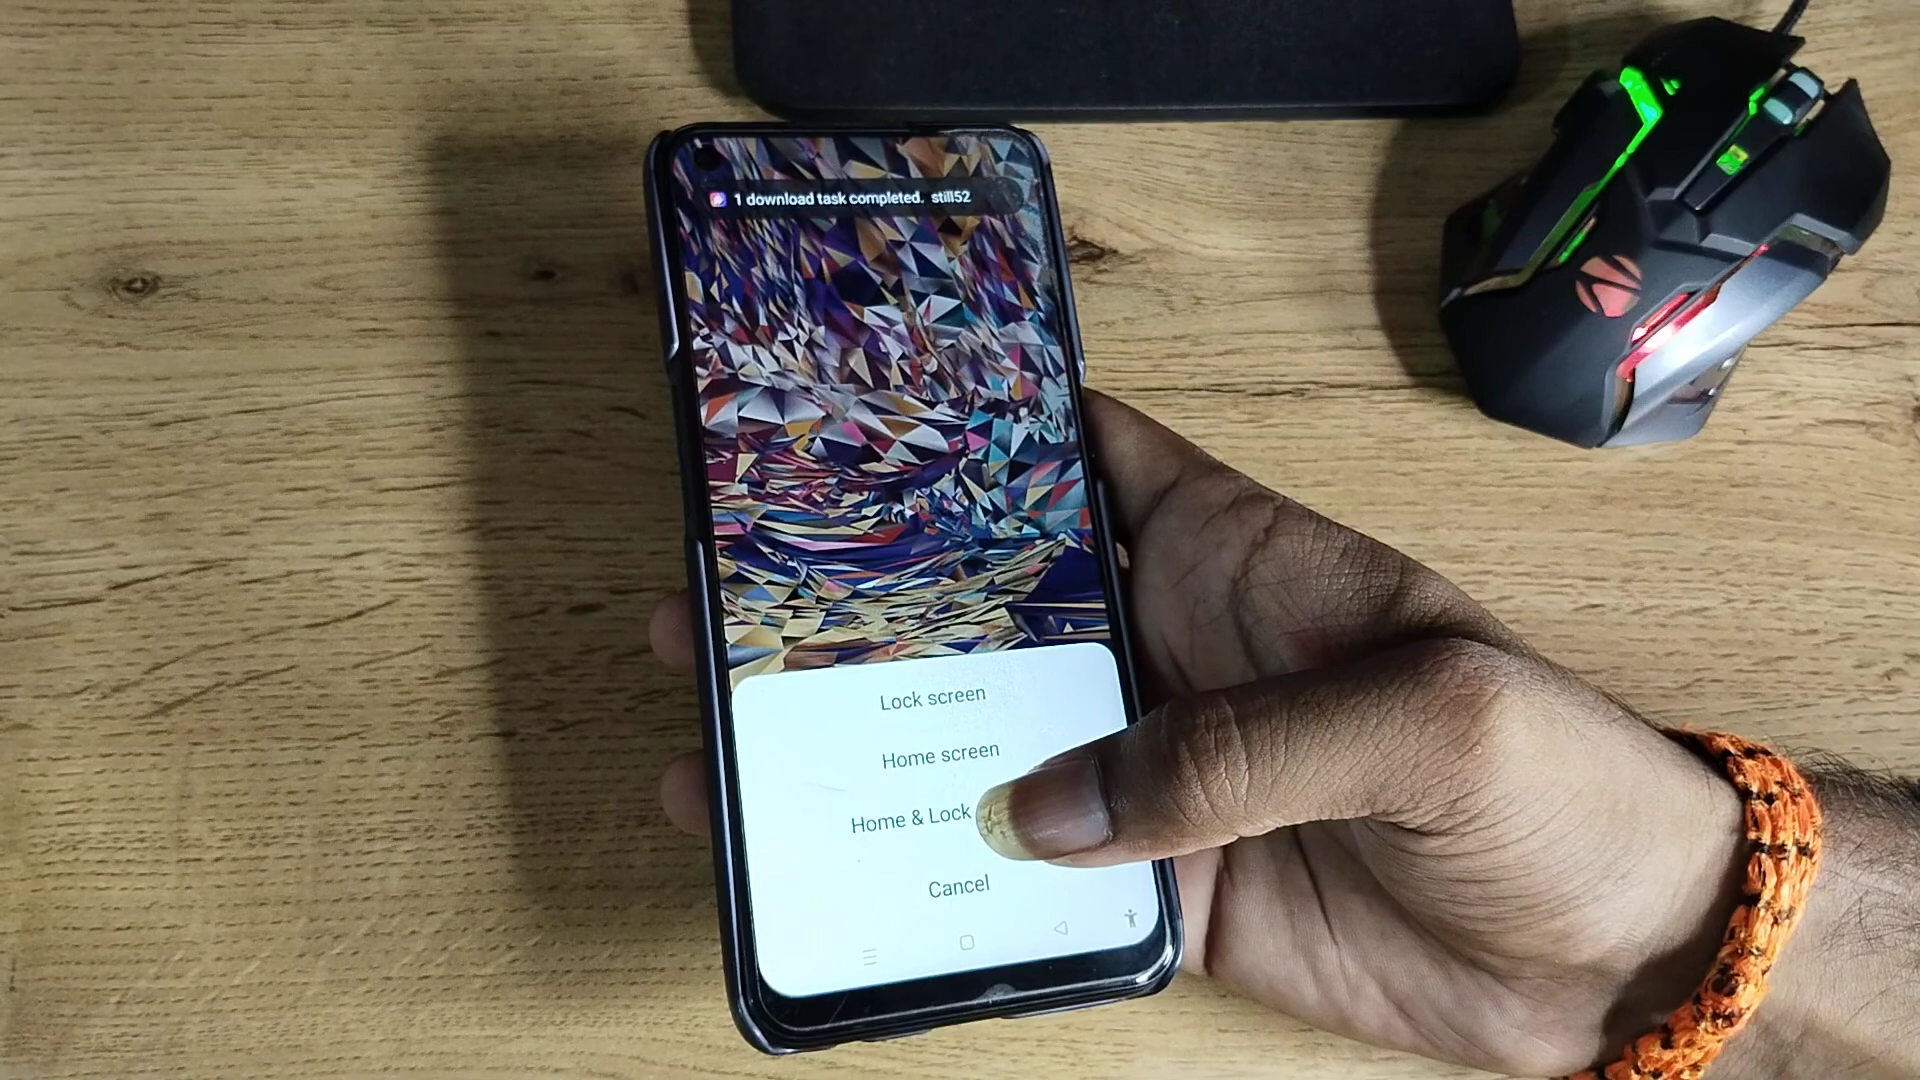 1 download task completed. still52
Lock screen
Home screen
Home & Lock
Cancel